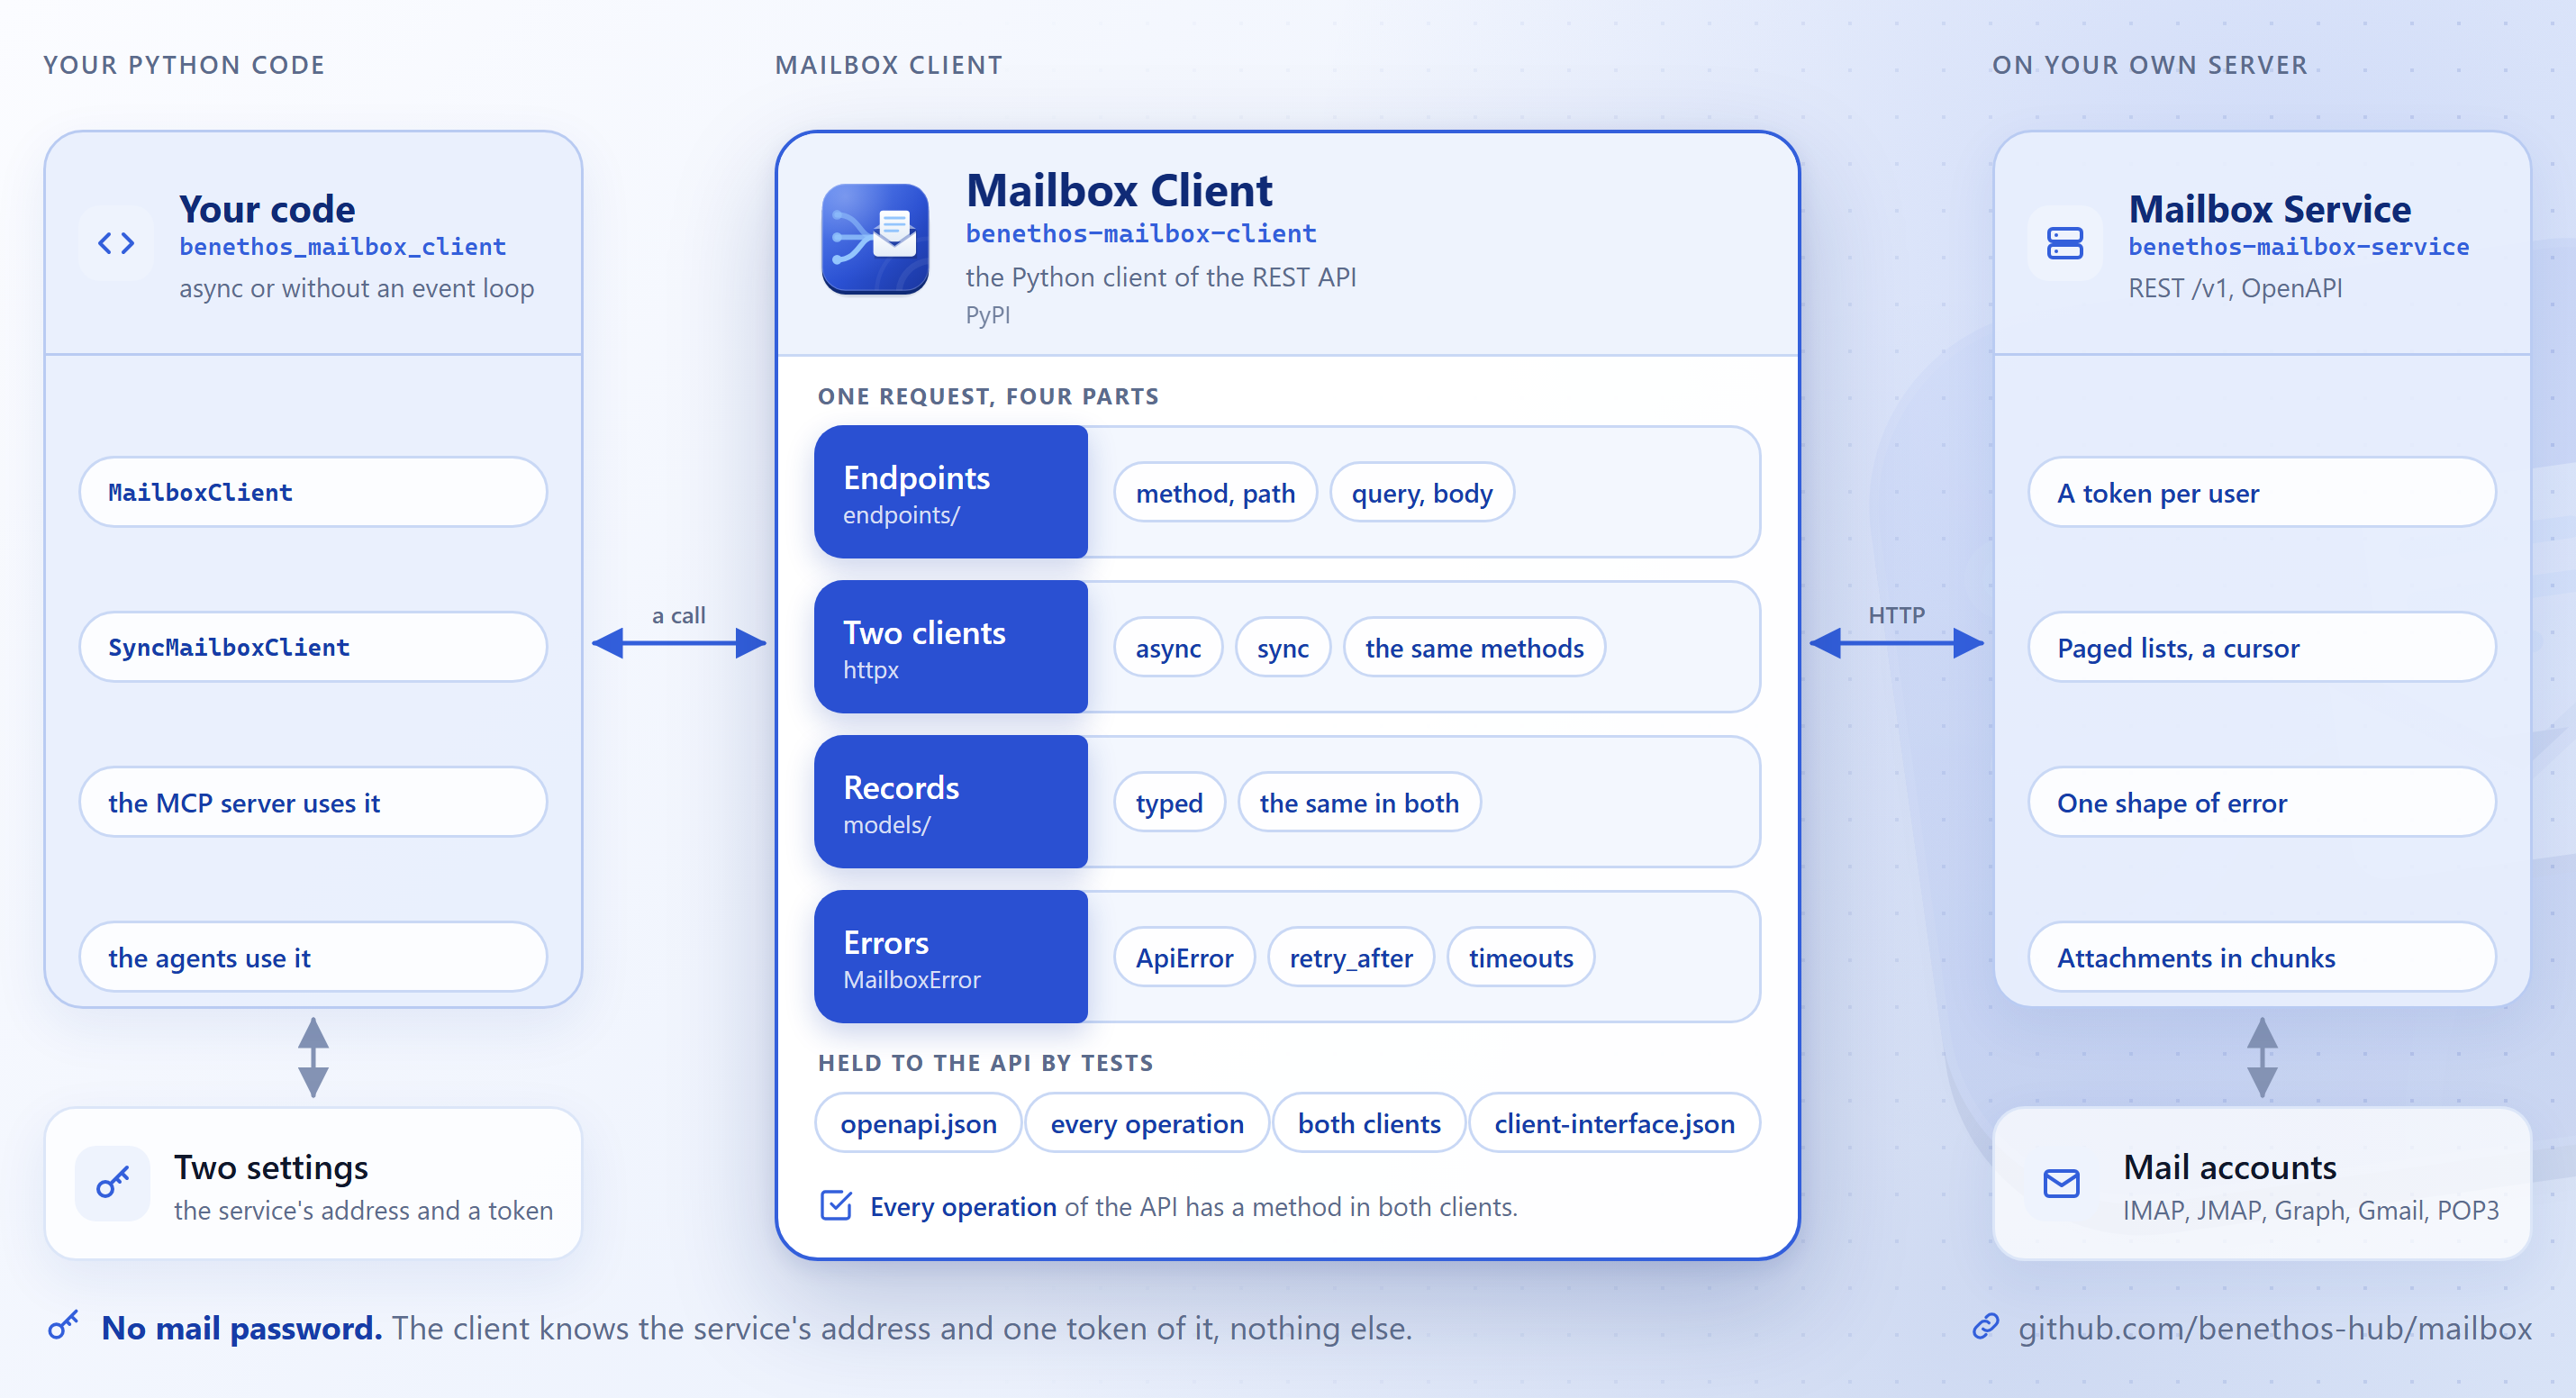 YOUR PYTHON CODE
Your code
benethos_mailbox_client
async or without an event loop
MailboxClient
SyncMailboxClient
the MCP server uses it
the agents use it
Two settings
the service's address and a token
a call
MAILBOX CLIENT
Mailbox Client
benethos-mailbox-client
the Python client of the REST API
PyPI
ONE REQUEST, FOUR PARTS
Endpoints
endpoints/
method, path
query, body
Two clients
httpx
async
sync
the same methods
Records
models/
typed
the same in both
Errors
MailboxError
ApiError
retry_after
timeouts
HELD TO THE API BY TESTS
openapi.json
every operation
both clients
client-interface.json
Every operation of the API has a method in both clients.
HTTP
ON YOUR OWN SERVER
Mailbox Service
benethos-mailbox-service
REST /v1, OpenAPI
A token per user
Paged lists, a cursor
One shape of error
Attachments in chunks
Mail accounts
IMAP, JMAP, Graph, Gmail, POP3
No mail password. The client knows the service's address and one token of it, nothing else.
github.com/benethos-hub/mailbox